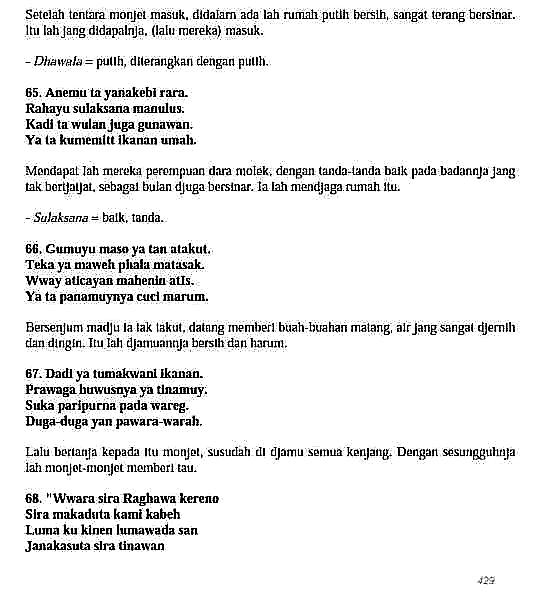 Setelah tentara monjet masuk, didalam ada lah rumah putih bersih, sangat terang bersinar.
Itu lah jang didapatnja, (lalu mereka) masuk.
- Dhawala = putih, diterangkan dengan putih.
65. Anemu ta yanakebi rara.
Rahayu sulaksana manulus.
Kadi ta wulan juga gunawan.
Ya ta kumemitt ikanan umah.
Mendapat lah mereka perempuan dara molek, dengan tanda-tanda baik pada badannja jang
tak bertjatjat, sebagai bulan djuga bersinar. Ia lah mendjaga rumah itu.
- Sulaksana = baik, tanda.
66. Gumuyu maso ya tan atakut.
Teka ya maweh phala matasak.
Wway aticayan mahenin atis.
Ya ta panamuynya cuci marum.
Bersenjum madju ia tak takut, datang memberi buah-buahan matang, air jang sangat djernih
dan dingin. Itu lah djamuannja bersih dan harum.
67. Dadi ya tumakwani ikanan.
Prawaga huwusnya ya tinamuy.
Suka paripurna pada wareg.
Duga-duga yan pawara-warah.
Lalu bertanja kepada itu monjet, susudah di djamu semua kenjang. Dengan sesungguhnja
lah monjet-monjet memberi tau.
68. "Wwara sira Raghawa kereno
Sira makaduta kami kabeh
Luma ku kinen lumawada san
Janakasuta sira tinawan
429